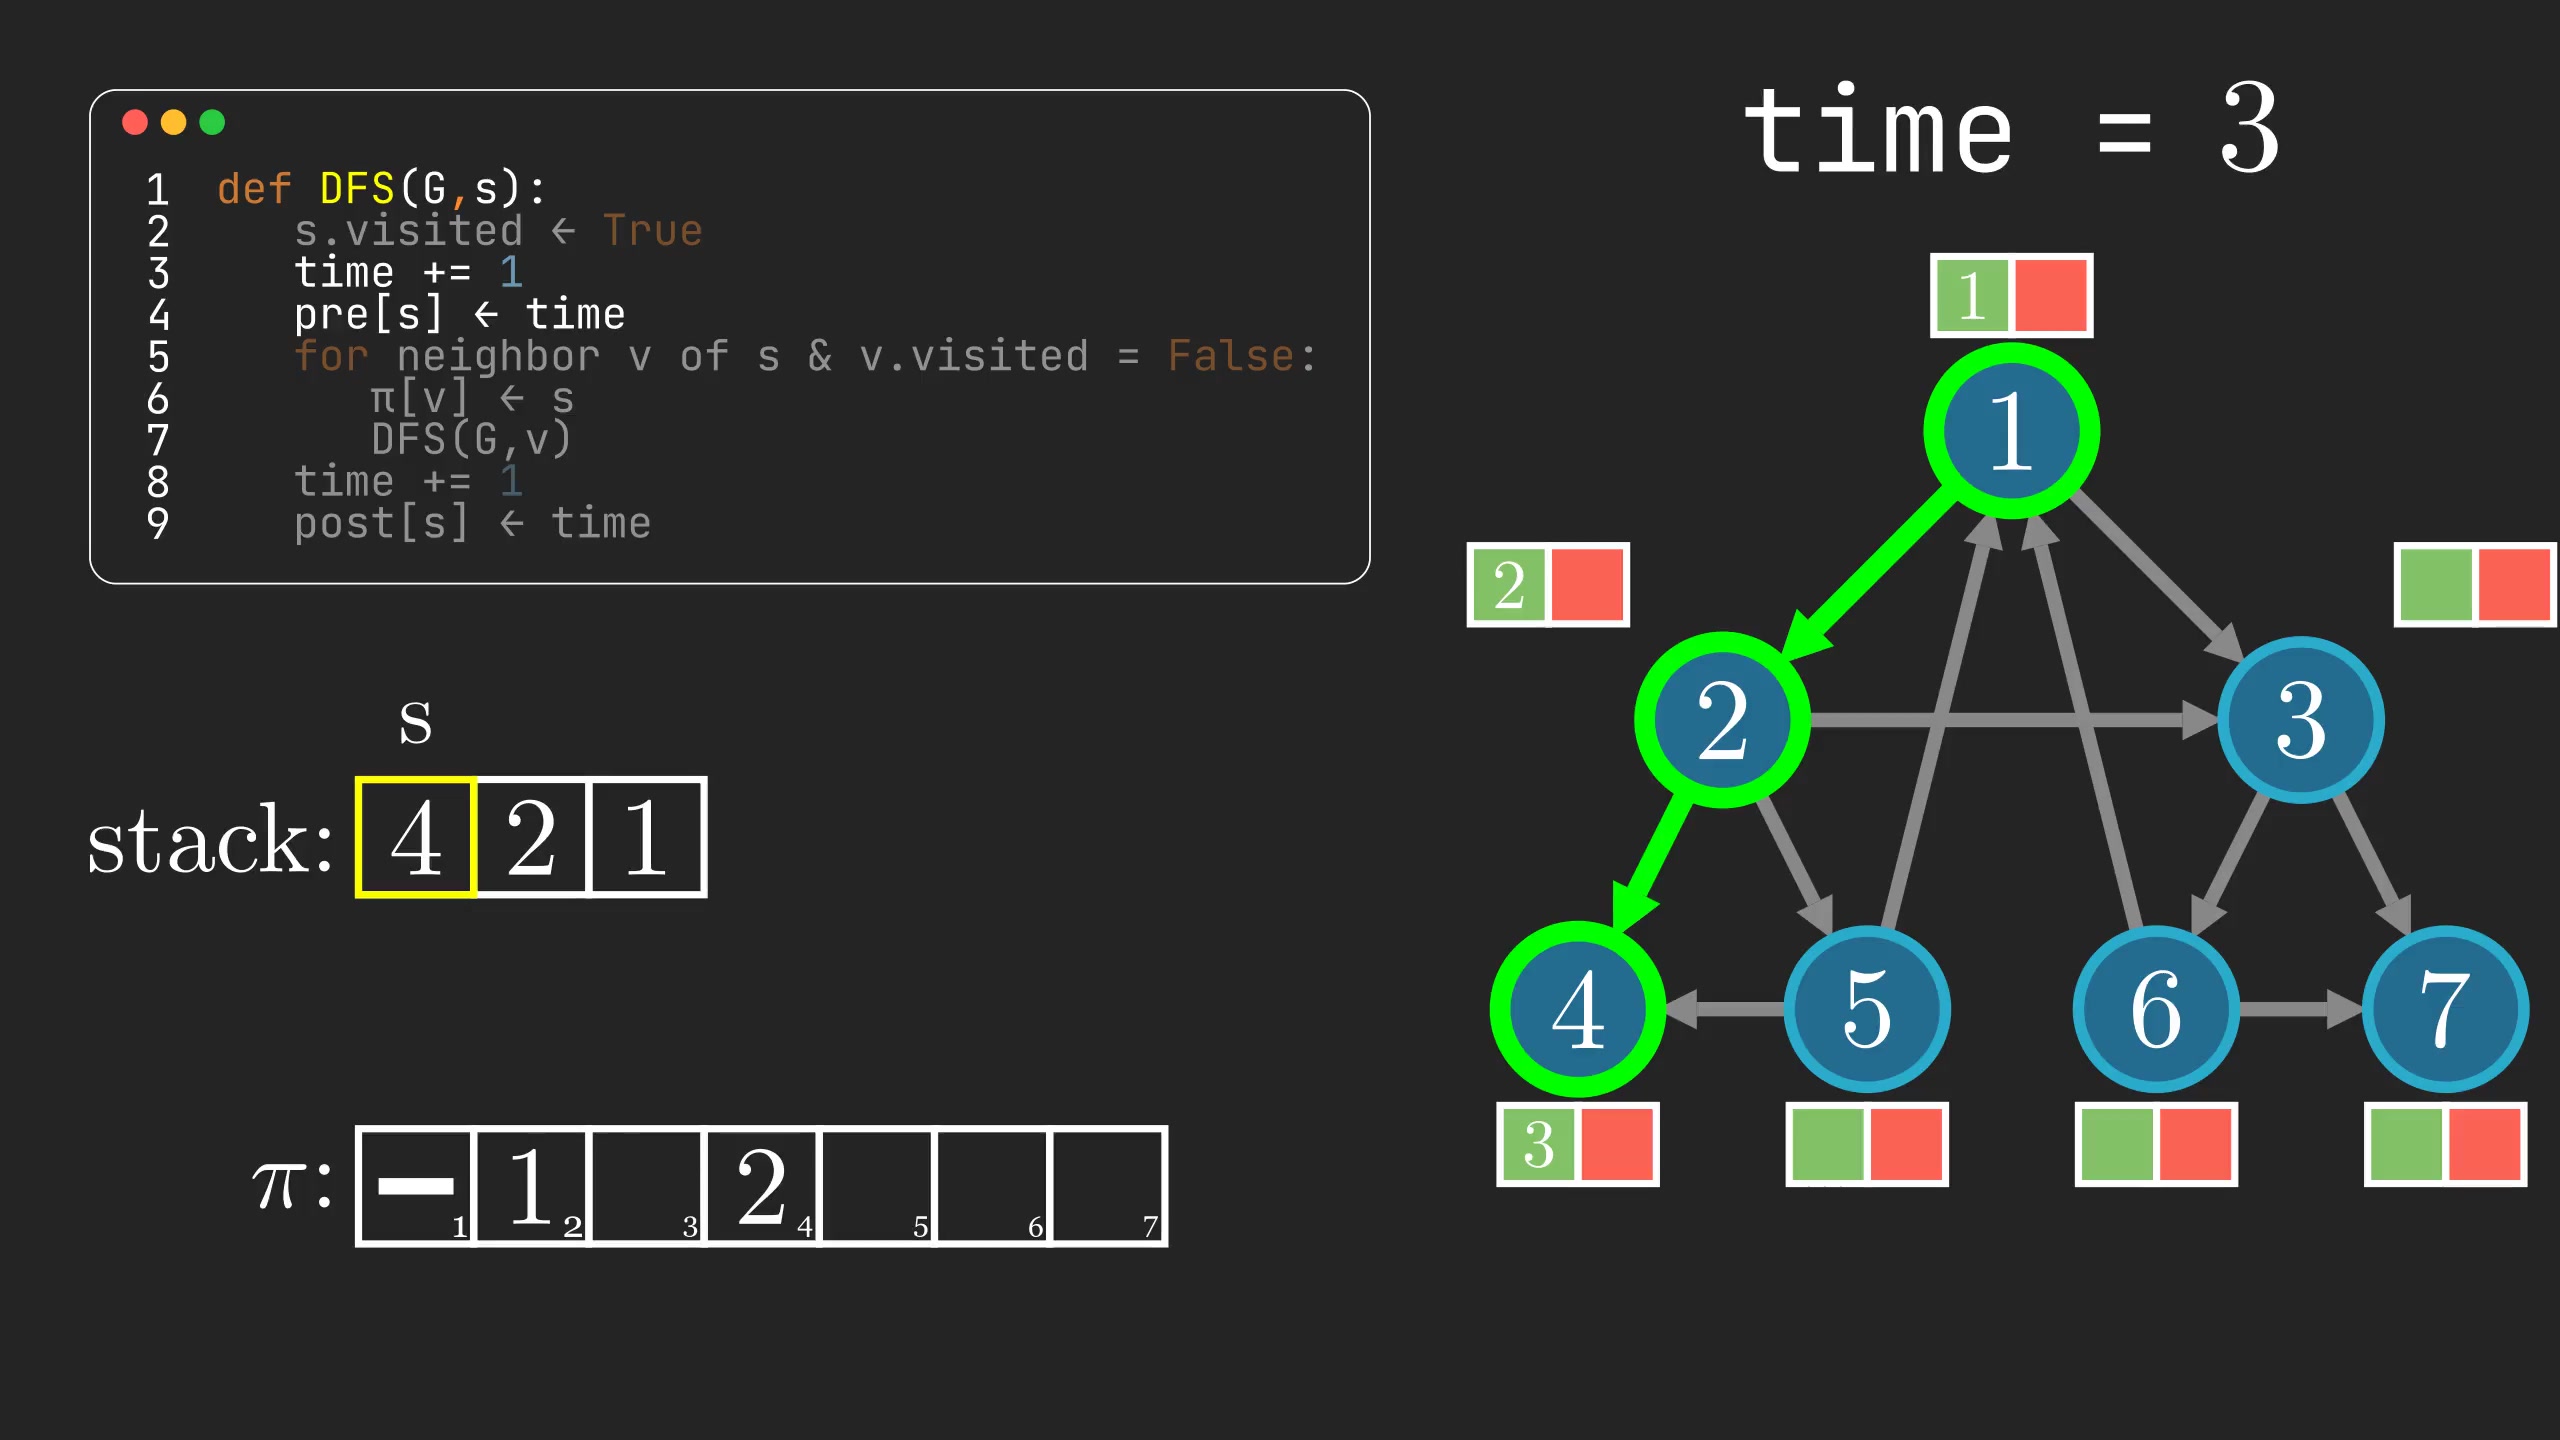 1 def DFS(G,s):
2 s.visited ← True
3 time += 1
4 pre[s] ← time
5 for neighbor v of s & v.visited = False:
6 π[v] ← s
7 DFS(G,v)
8 time += 1
9 post[s] ← time
time = 3
1
1
2
2
3
4
5
6
7
3
s
stack: 4 2 1
π: – 1 2
1 2 3 4 5 6 7